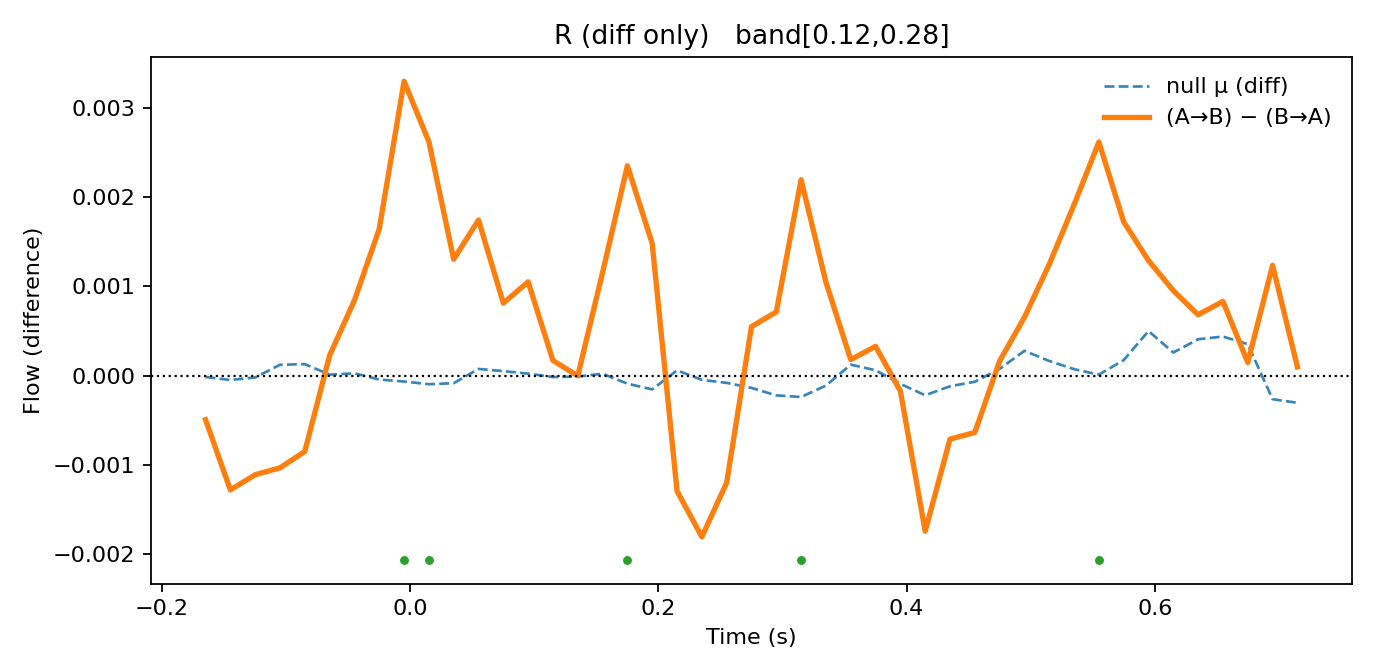 R (diff only)   band[0.12,0.28]
null μ (diff)
(A→B) − (B→A)
Flow (difference)
0.003
0.002
0.001
0.000
−0.001
−0.002
−0.2
0.0
0.2
0.4
0.6
Time (s)